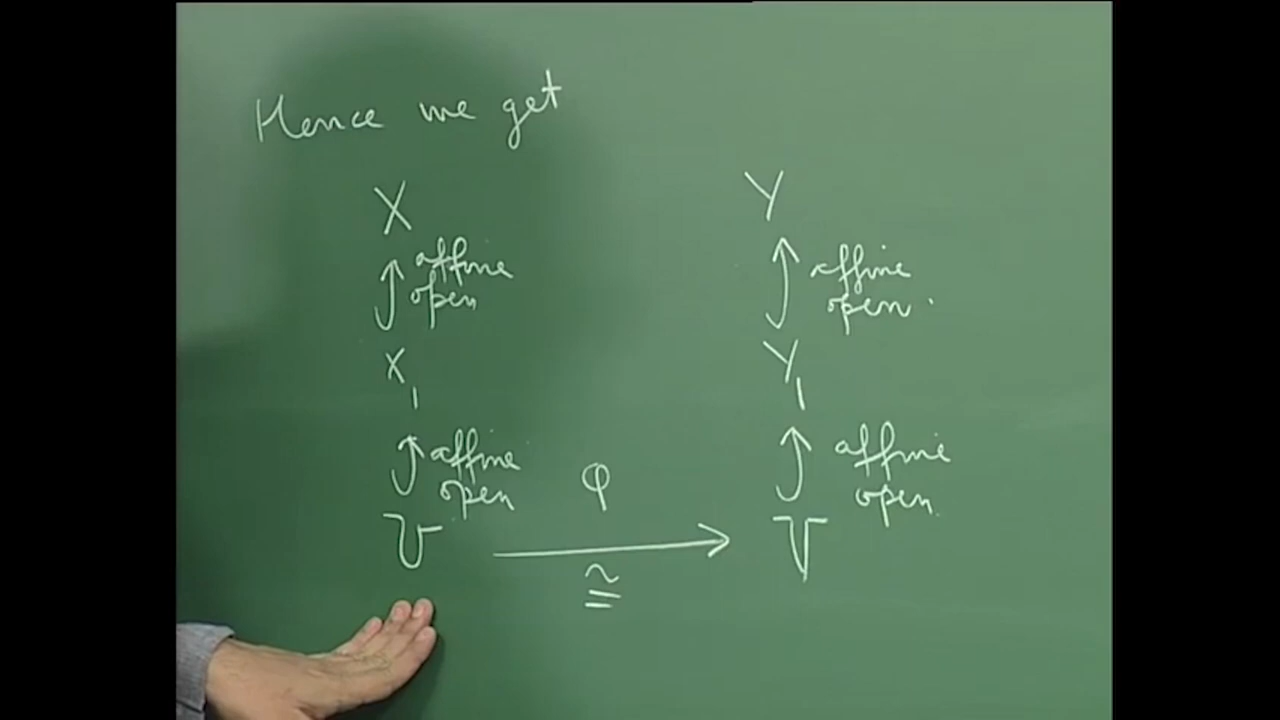 Hence we get
X Y
affine affine
open open.
X₁ Y₁
affine affine
open φ open.
U ≅ V